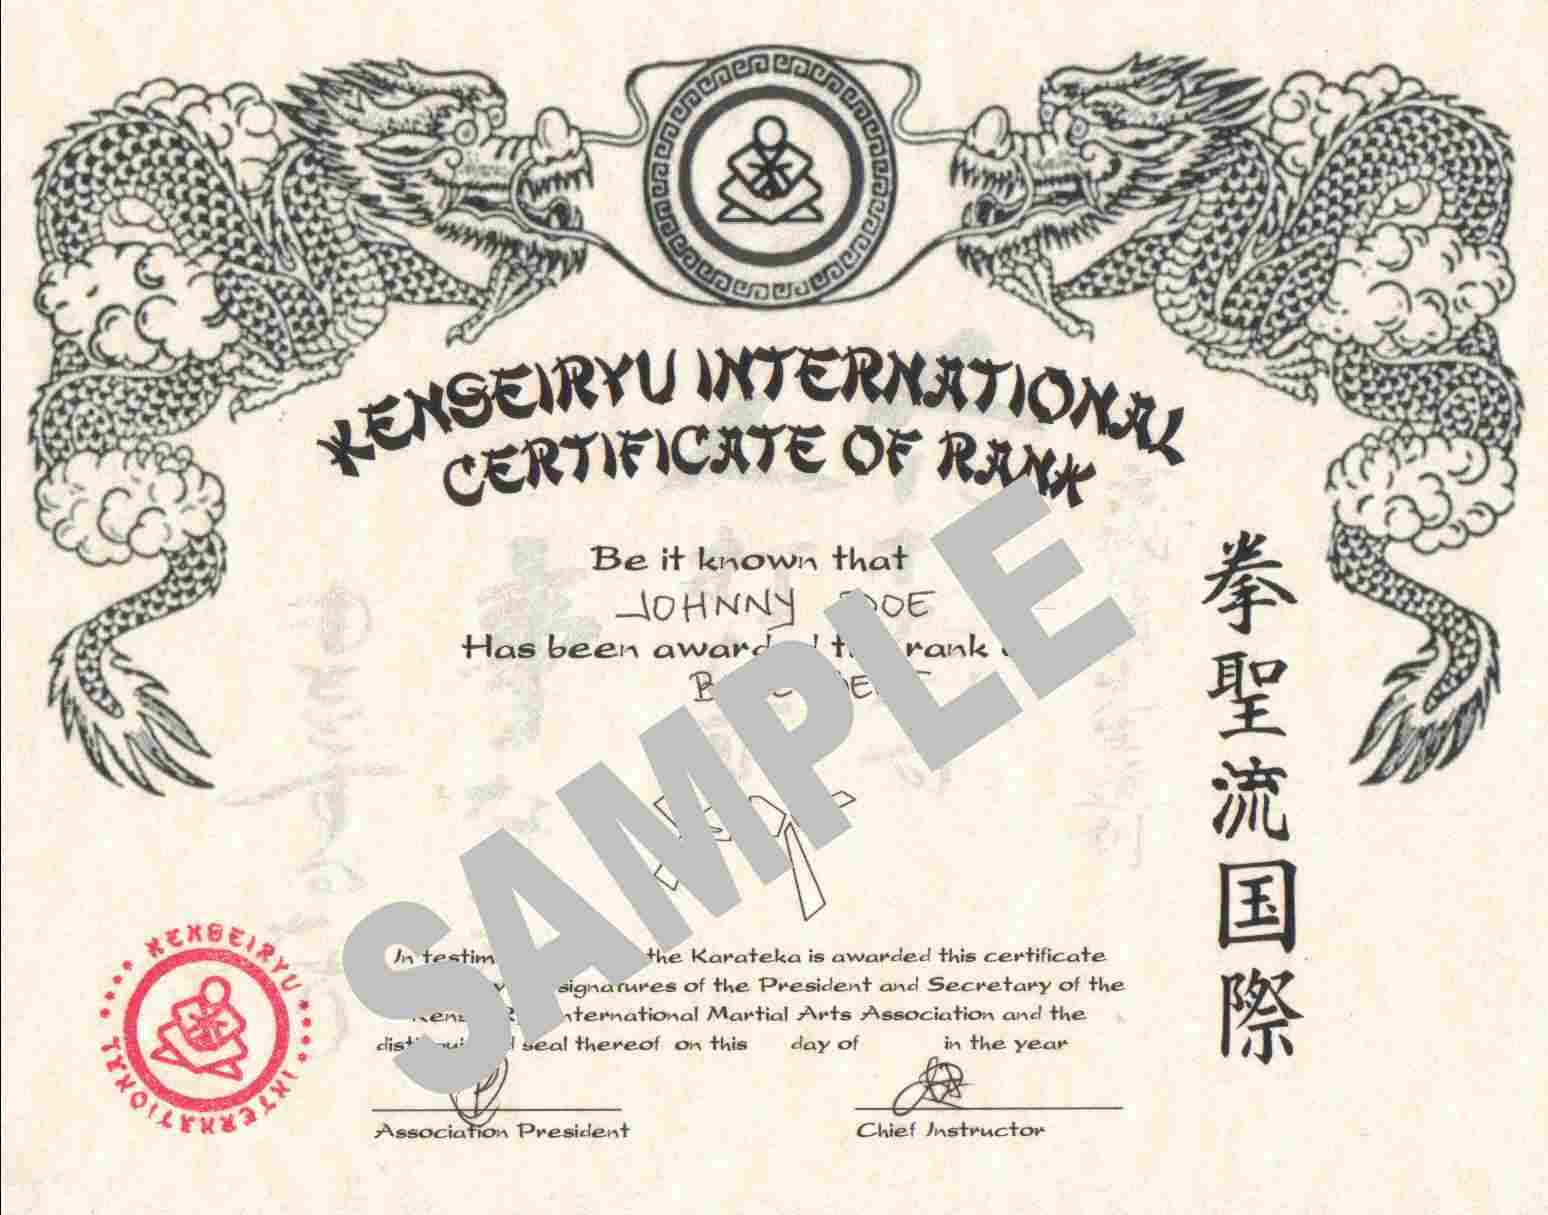 KENSEIRYU INTERNATIONAL
CERTIFICATE OF RANK
Be it known that
JOHNNY DOE
Has been awarded the rank
In the Karateka is awarded this certificate
signatures of the President and Secretary of the
International Martial Arts Association and the
seal thereof on this day of in the year
Association President
Chief Instructor
拳聖流国際
KENSEIRYU
INTERNATIONAL
SAMPLE